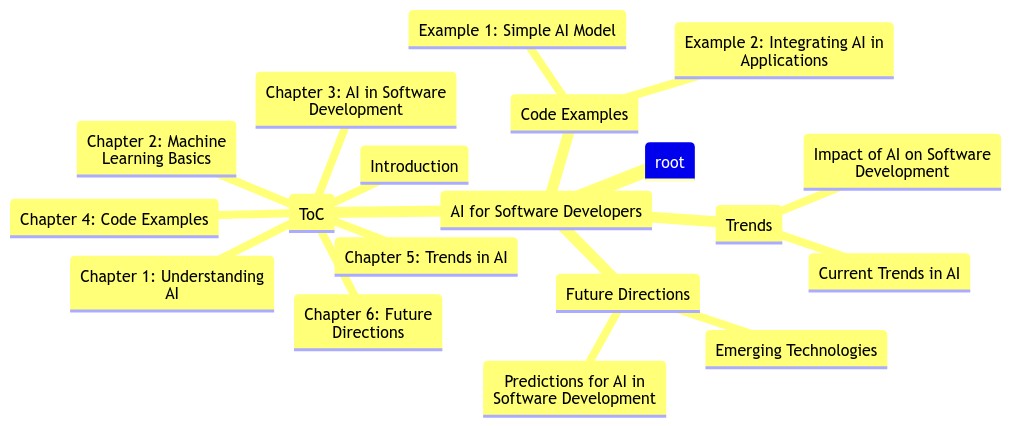 Example 1: Simple AI Model
Example 2: Integrating AI in
Applications
Chapter 3: AI in Software
Development
Code Examples
Chapter 2: Machine
Learning Basics
Introduction
root
Impact of AI on Software
Development
Chapter 4: Code Examples
ToC
AI for Software Developers
Trends
Chapter 1: Understanding
AI
Chapter 5: Trends in AI
Current Trends in AI
Chapter 6: Future
Directions
Future Directions
Emerging Technologies
Predictions for AI in
Software Development